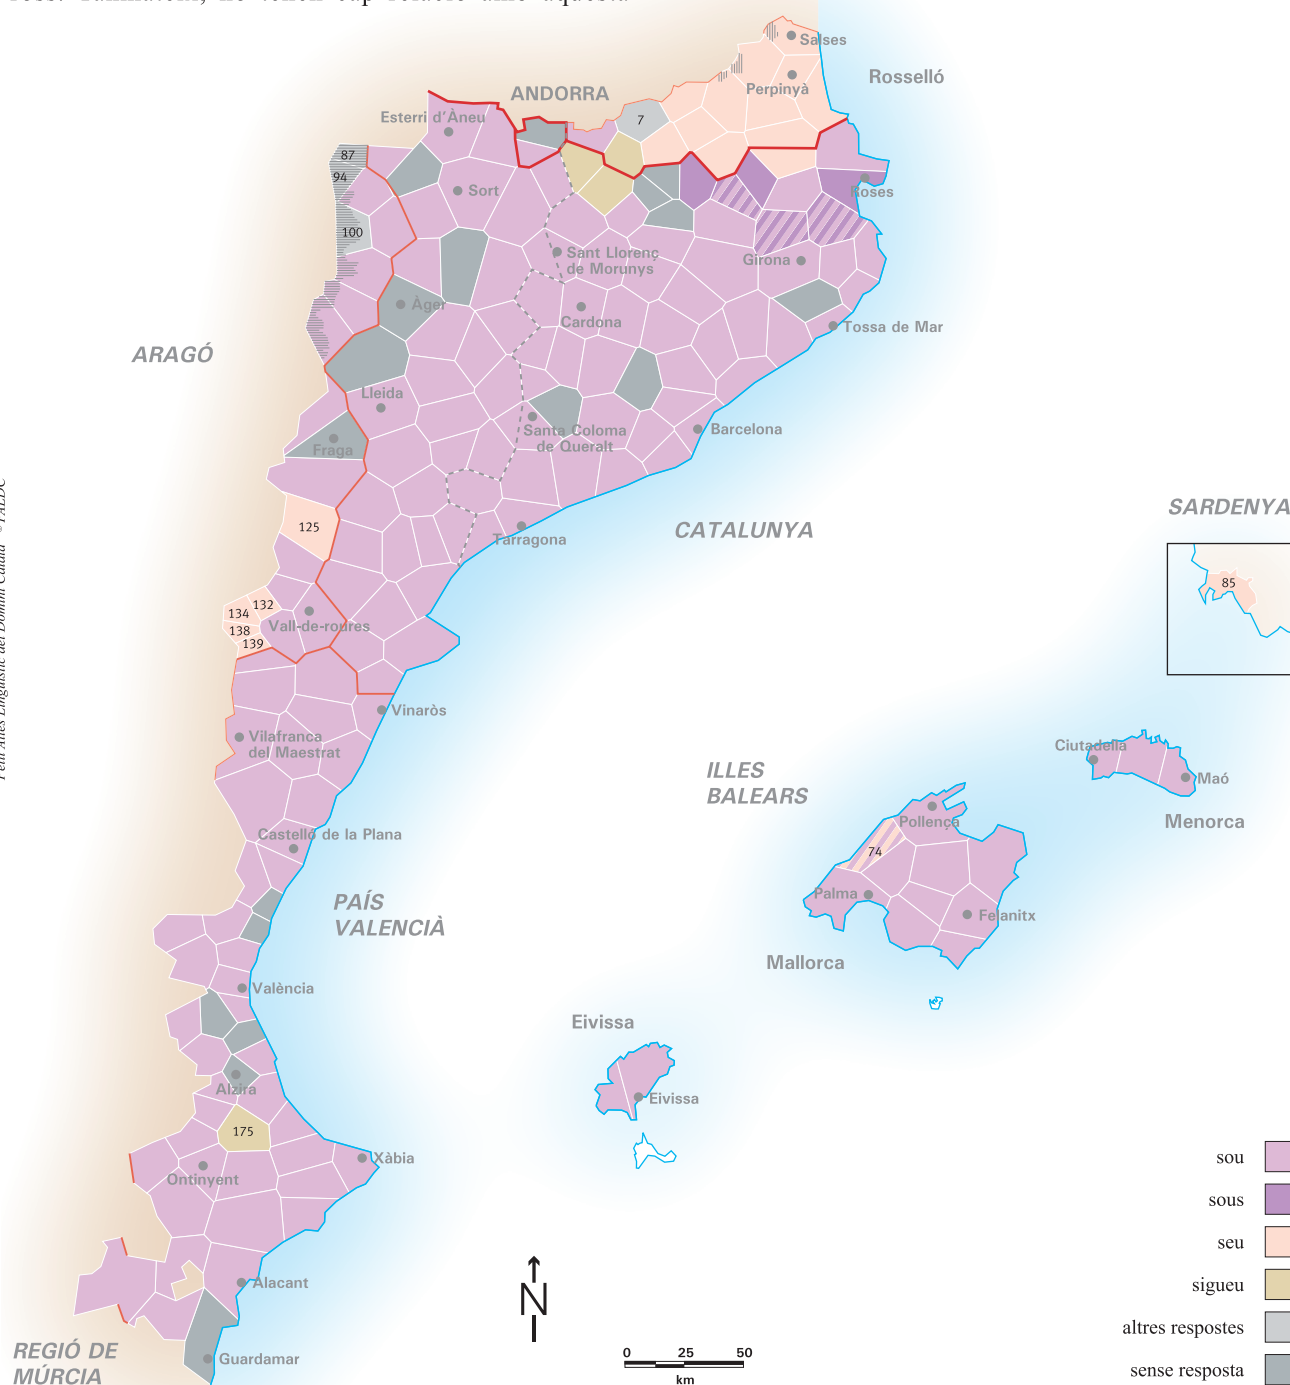 cap
ANDORRA
Salses
Perpinyà
Rosselló
7
Esterri d'Àneu
87
94
Sort
100
Roses
Sant Llorenç
de Morunys
Girona
Àger
Cardona
Tossa de Mar
ARAGÓ
Lleida
Santa Coloma
de Queralt
Barcelona
Fraga
125
Tarragona
CATALUNYA
SARDENYA
85
132
134
138
139
Vall-de-roures
Vinaròs
Vilafranca
del Maestrat
ILLES
BALEARS
Ciutadella
Maó
Menorca
Pollença
74
Castelló de la Plana
Palma
Felanitx
PAÍS
VALENCIÀ
Mallorca
València
Eivissa
Eivissa
Alzira
175
Ontinyent
Xàbia
Alacant
Guardamar
REGIÓ DE
MÚRCIA
N
0 25 50
km
sou
sous
seu
sigueu
altres respostes
sense resposta